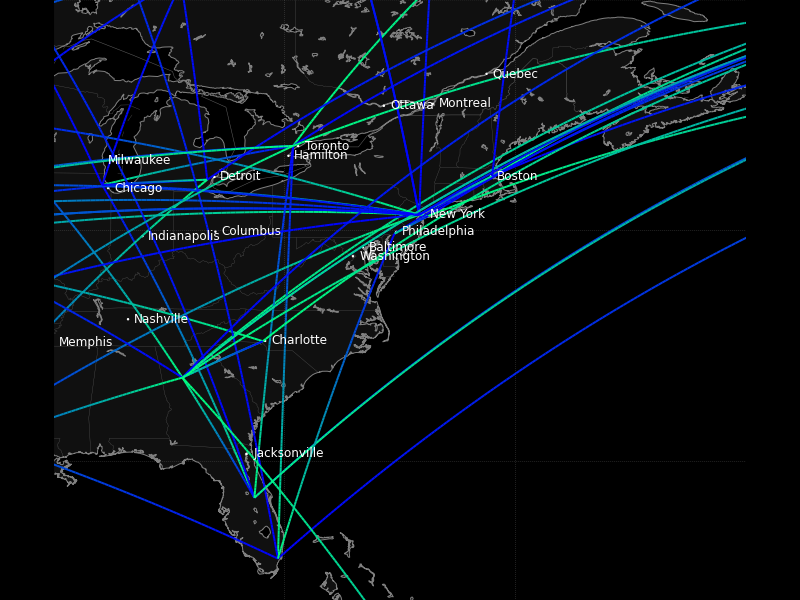 Quebec
Ottawa
Montreal
Toronto
Hamilton
Milwaukee
Detroit
Boston
Chicago
New York
Columbus
Philadelphia
Indianapolis
Baltimore
Washington
Nashville
Charlotte
Memphis
Jacksonville